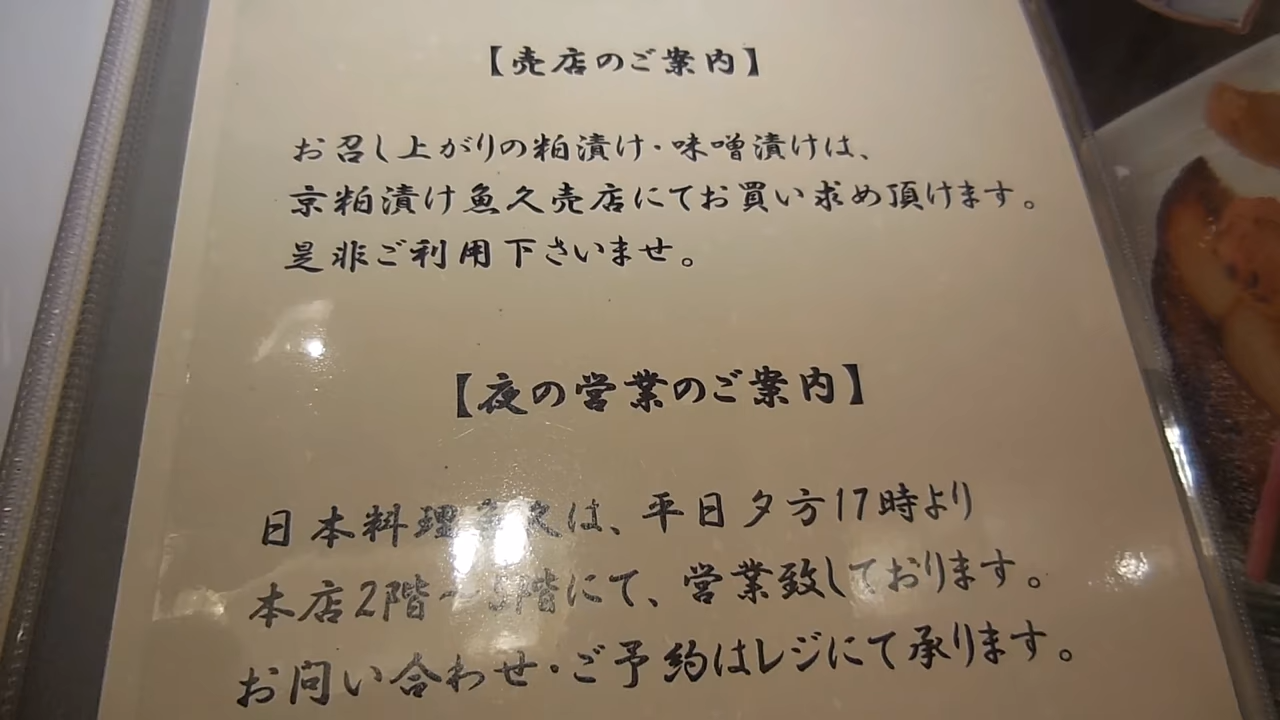 【売店のご案内】
お召し上がりの粕漬け・味噌漬けは、
京粕漬け魚久売店にてお買い求め頂けます。
是非ご利用下さいませ。
【夜の営業のご案内】
日本料理 は、平日夕方17時より
本店2階~ 階にて、営業致しております。
お問い合わせ・ご予約はレジにて承ります。